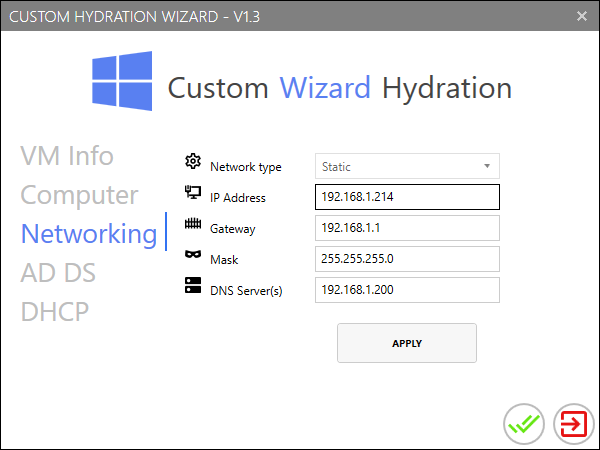 CUSTOM HYDRATION WIZARD - V1.3
Custom Wizard Hydration
VM Info
Computer
Networking
AD DS
DHCP
Network type Static
IP Address 192.168.1.214
Gateway 192.168.1.1
Mask 255.255.255.0
DNS Server(s) 192.168.1.200
APPLY